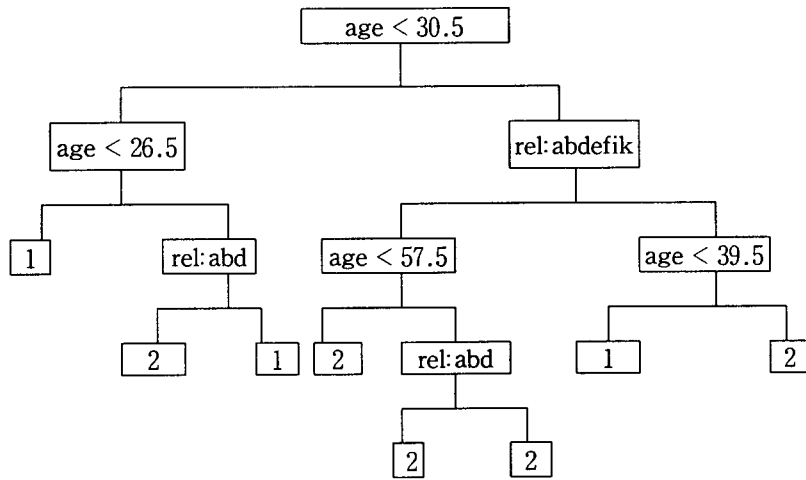 age < 30.5
age < 26.5
rel:abdefik
1
rel:abd
age < 57.5
age < 39.5
2
1
2
rel:abd
1
2
2
2